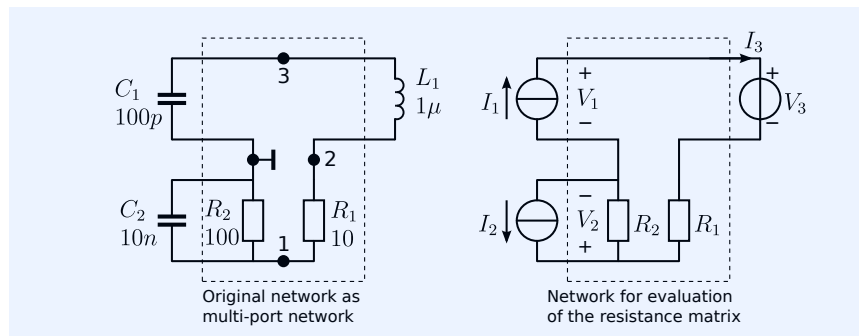 3
C₁
100p
L₁
1μ
2
C₂
10n
R₂
100
R₁
10
1
Original network as
multi-port network
I₃
I₁
+
V₁
−
+
V₃
−
I₂
−
V₂
+
R₂
R₁
Network for evaluation
of the resistance matrix